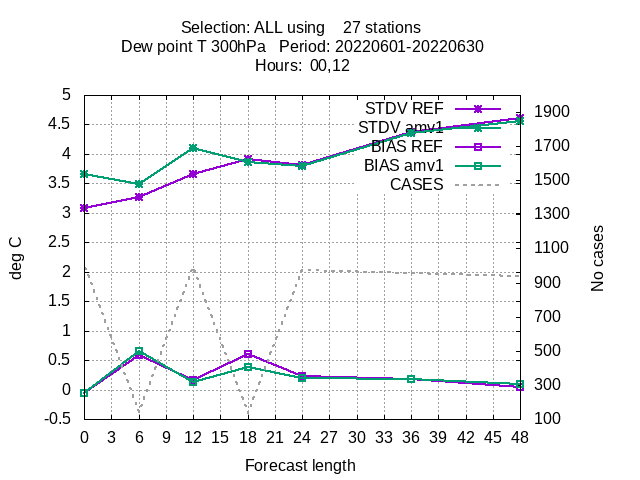 Selection: ALL using 27 stations
Dew point T 300hPa Period: 20220601-20220630
Hours: 00,12
STDV REF
STDV amv1
BIAS REF
BIAS amv1
CASES
5
4.5
4
3.5
3
2.5
2
1.5
1
0.5
0
-0.5
deg C
1900
1700
1500
1300
1100
900
700
500
300
100
No cases
0 3 6 9 12 15 18 21 24 27 30 33 36 39 42 45 48
Forecast length